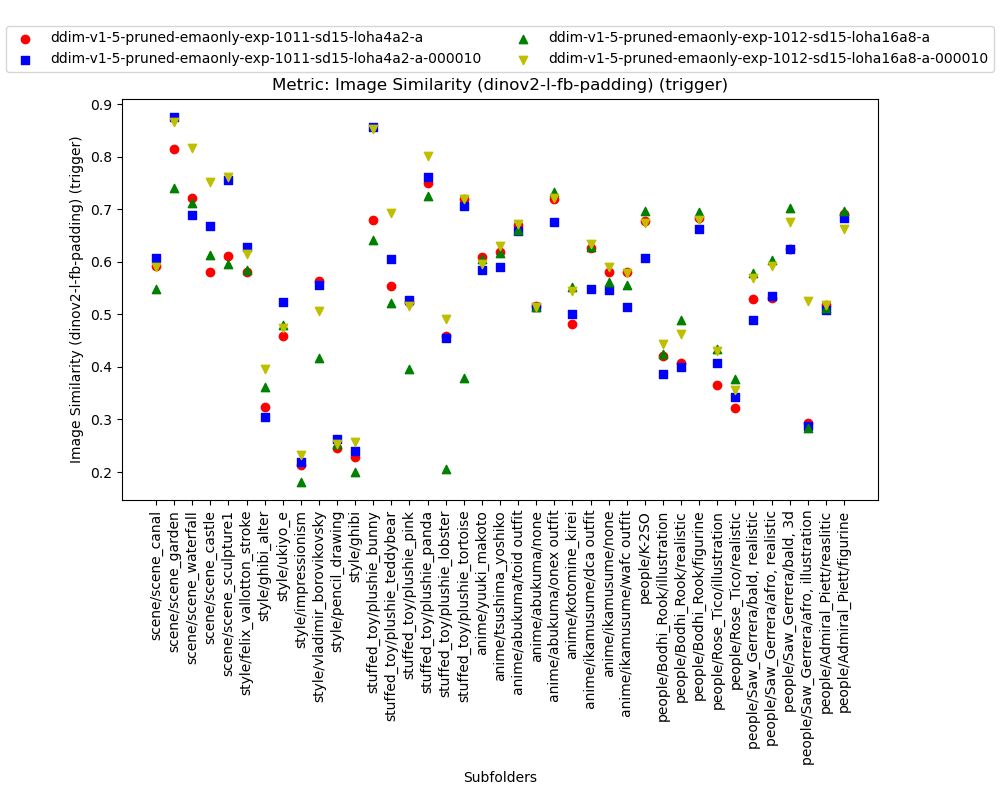 ddim-v1-5-pruned-emaonly-exp-1011-sd15-loha4a2-a
ddim-v1-5-pruned-emaonly-exp-1011-sd15-loha4a2-a-000010
ddim-v1-5-pruned-emaonly-exp-1012-sd15-loha16a8-a
ddim-v1-5-pruned-emaonly-exp-1012-sd15-loha16a8-a-000010
Metric: Image Similarity (dinov2-l-fb-padding) (trigger)
Image Similarity (dinov2-l-fb-padding) (trigger)
0.9
0.8
0.7
0.6
0.5
0.4
0.3
0.2
scene/scene_canal
scene/scene_garden
scene/scene_waterfall
scene/scene_castle
scene/scene_sculpture1
style/felix_vallotton_stroke
style/ghibi_alter
style/ukiyo_e
style/impressionism
style/vladimir_borovikovsky
style/pencil_drawing
style/ghibi
stuffed_toy/plushie_bunny
stuffed_toy/plushie_teddybear
stuffed_toy/plushie_pink
stuffed_toy/plushie_panda
stuffed_toy/plushie_lobster
stuffed_toy/plushie_tortoise
anime/yuuki_makoto
anime/tsushima_yoshiko
anime/abukuma/toid outfit
anime/abukuma/none
anime/abukuma/onex outfit
anime/kotomine_kirei
anime/ikamusume/dca outfit
anime/ikamusume/none
anime/ikamusume/wafc outfit
people/K-2SO
people/Bodhi_Rook/illustration
people/Bodhi_Rook/realistic
people/Bodhi_Rook/figurine
people/Rose_Tico/illustration
people/Rose_Tico/realistic
people/Saw_Gerrera/bald, realistic
people/Saw_Gerrera/afro, realistic
people/Saw_Gerrera/bald, 3d
people/Saw_Gerrera/afro, illustration
people/Admiral_Piett/reaslitic
people/Admiral_Piett/figurine
Subfolders